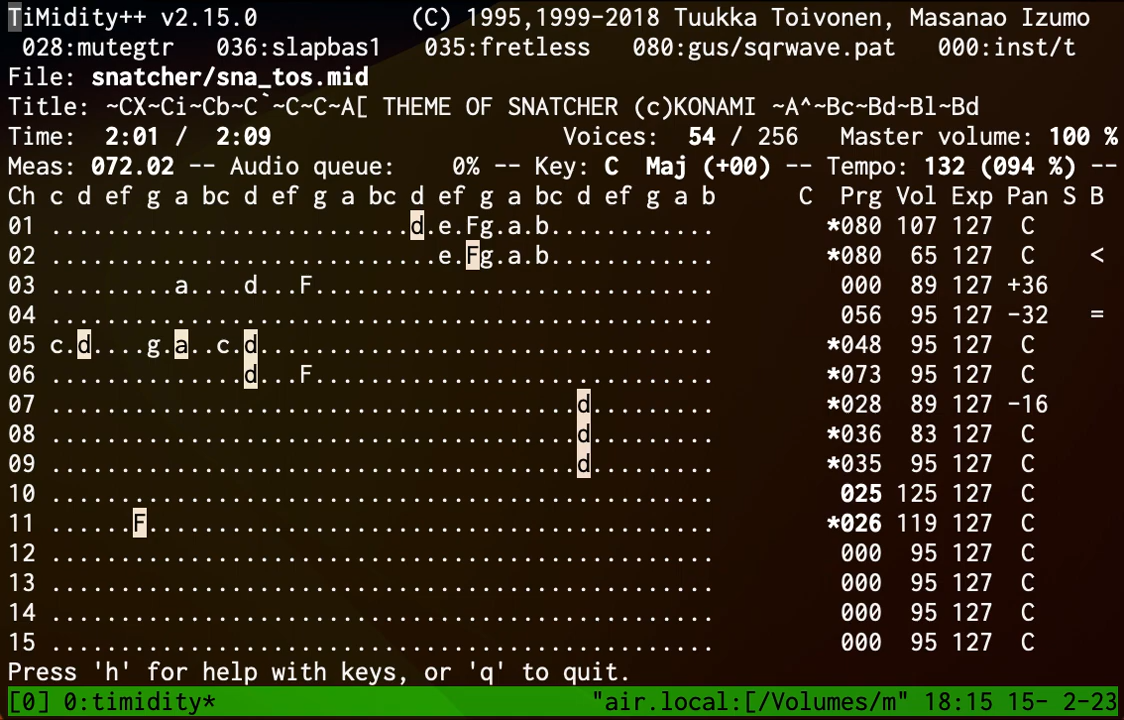 TiMidity++ v2.15.0 (C) 1995,1999-2018 Tuukka Toivonen, Masanao Izumo
028:mutegtr 036:slapbas1 035:fretless 080:gus/sqrwave.pat 000:inst/t
File: snatcher/sna_tos.mid
Title: ~CX~Ci~Cb~C`~C~C~A[ THEME OF SNATCHER (c)KONAMI ~A^~Bc~Bd~Bl~Bd
Time: 2:01 / 2:09 Voices: 54 / 256 Master volume: 100 %
Meas: 072.02 -- Audio queue: 0% -- Key: C Maj (+00) -- Tempo: 132 (094 %) --
Ch c d ef g a bc d ef g a bc d ef g a bc d ef g a b C Prg Vol Exp Pan S B
01 ..........................d.e.Fg.a.b............ *080 107 127 C
02 ............................e.Fg.a.b............ *080 65 127 C <
03 .........a....d...F............................. 000 89 127 +36
04 ................................................ 056 95 127 -32 =
05 c.d....g.a..c.d................................. *048 95 127 C
06 ..............d...F............................. *073 95 127 C
07 ......................................d......... *028 89 127 -16
08 ......................................d......... *036 83 127 C
09 ......................................d......... *035 95 127 C
10 ................................................ 025 125 127 C
11 ......F......................................... *026 119 127 C
12 ................................................ 000 95 127 C
13 ................................................ 000 95 127 C
14 ................................................ 000 95 127 C
15 ................................................ 000 95 127 C
Press 'h' for help with keys, or 'q' to quit.
[0] 0:timidity* "air.local:[/Volumes/m" 18:15 15- 2-23